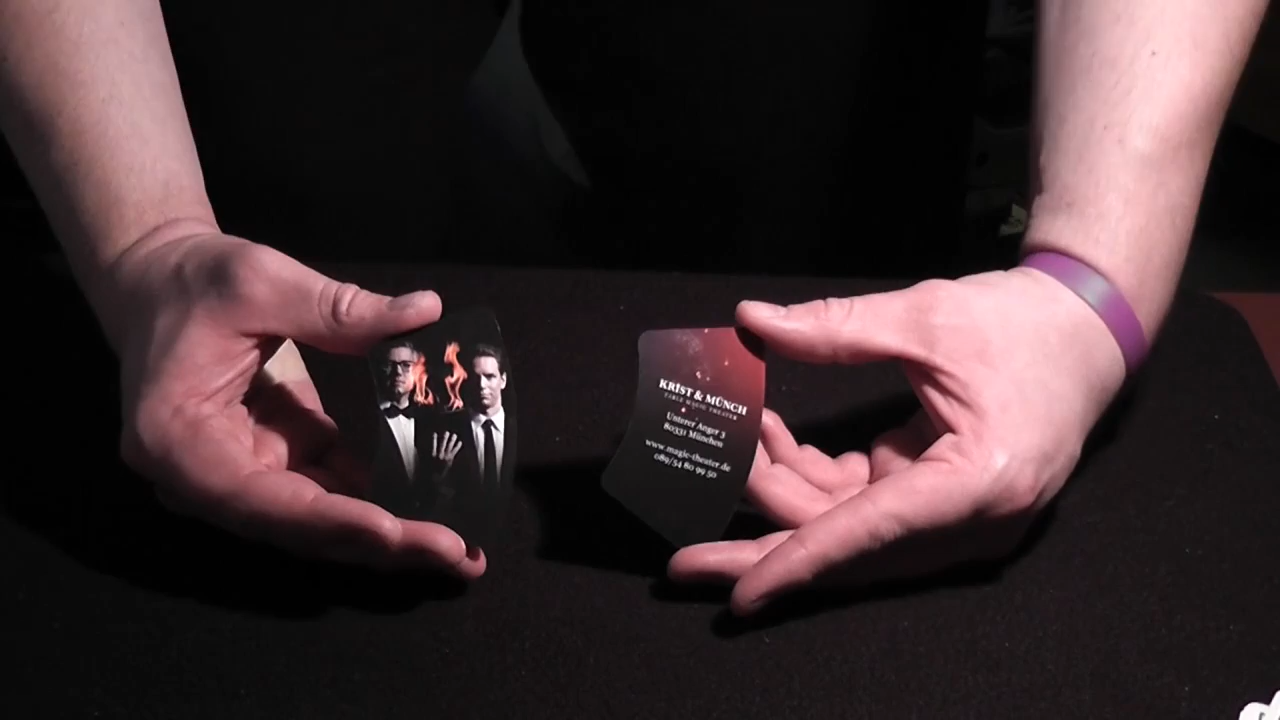 KRIST & MÜNCH
TABLE MAGIC THEATER
Unterer Anger 3
80331 München
www.magic-theater.de
089/54 80 99 50